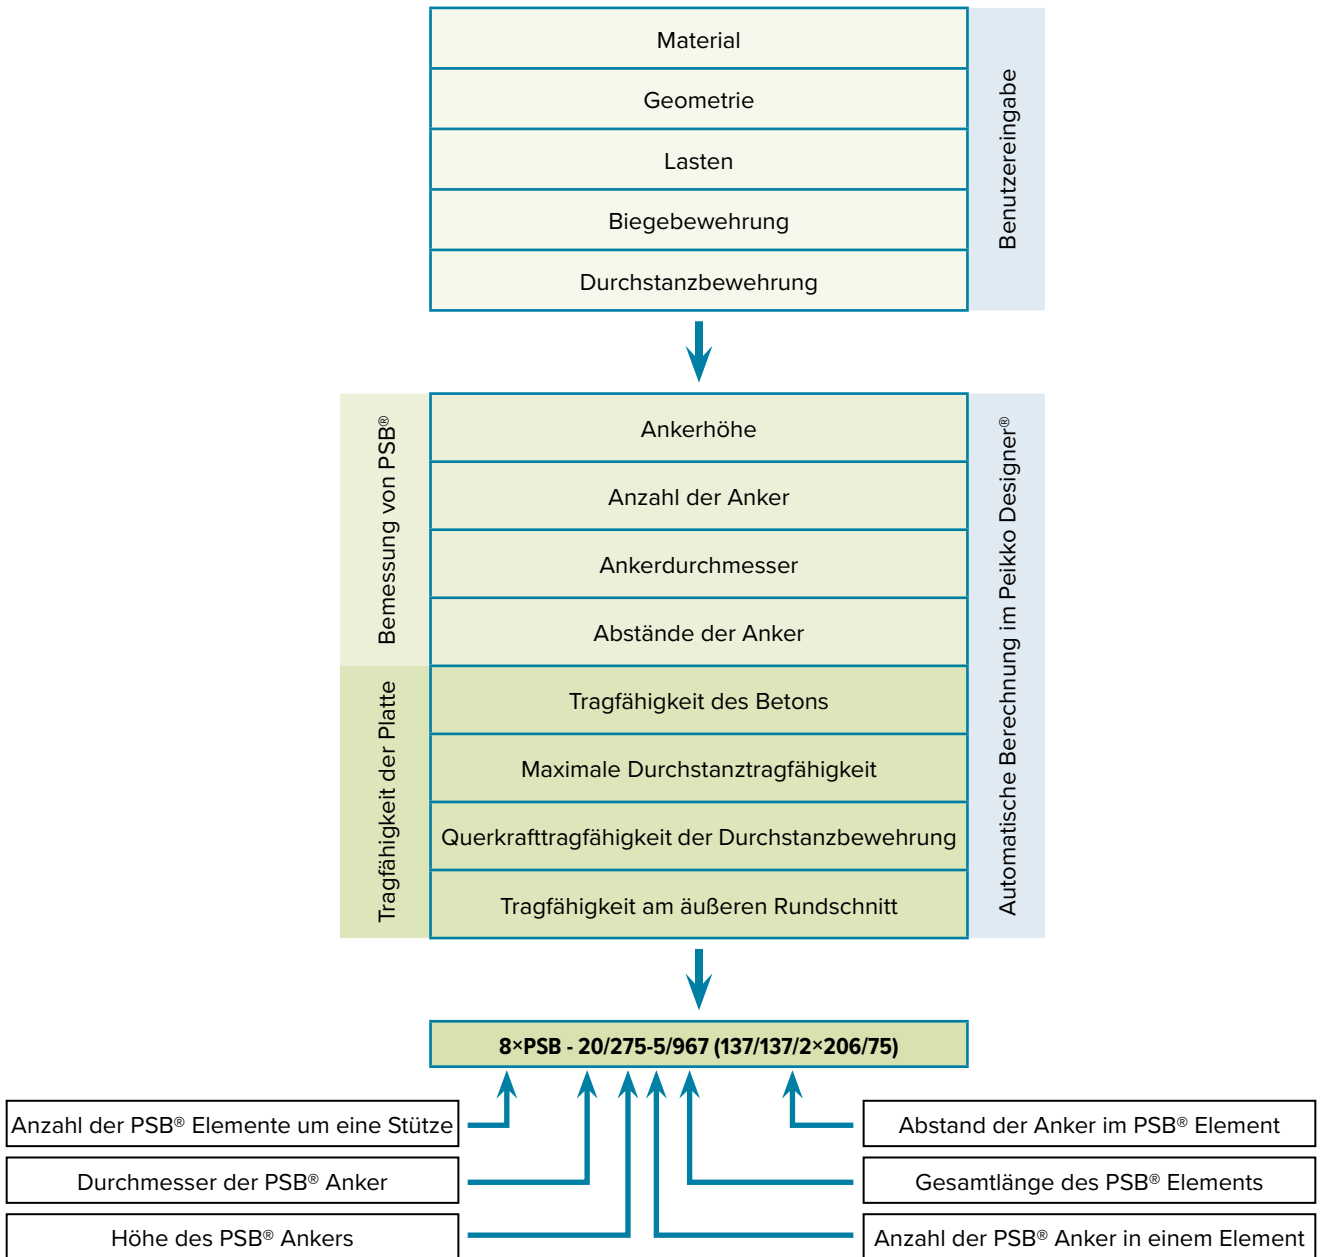 Material
Geometrie
Lasten
Biegebewehrung
Durchstanzbewehrung
Benutzereingabe
Bemessung von PSB®
Ankerhöhe
Anzahl der Anker
Ankerdurchmesser
Abstände der Anker
Tragfähigkeit der Platte
Tragfähigkeit des Betons
Maximale Durchstanztragfähigkeit
Querkrafttragfähigkeit der Durchstanzbewehrung
Tragfähigkeit am äußeren Rundschnitt
Automatische Berechnung im Peikko Designer®
8×PSB - 20/275-5/967 (137/137/2×206/75)
Anzahl der PSB® Elemente um eine Stütze
Durchmesser der PSB® Anker
Höhe des PSB® Ankers
Abstand der Anker im PSB® Element
Gesamtlänge des PSB® Elements
Anzahl der PSB® Anker in einem Element